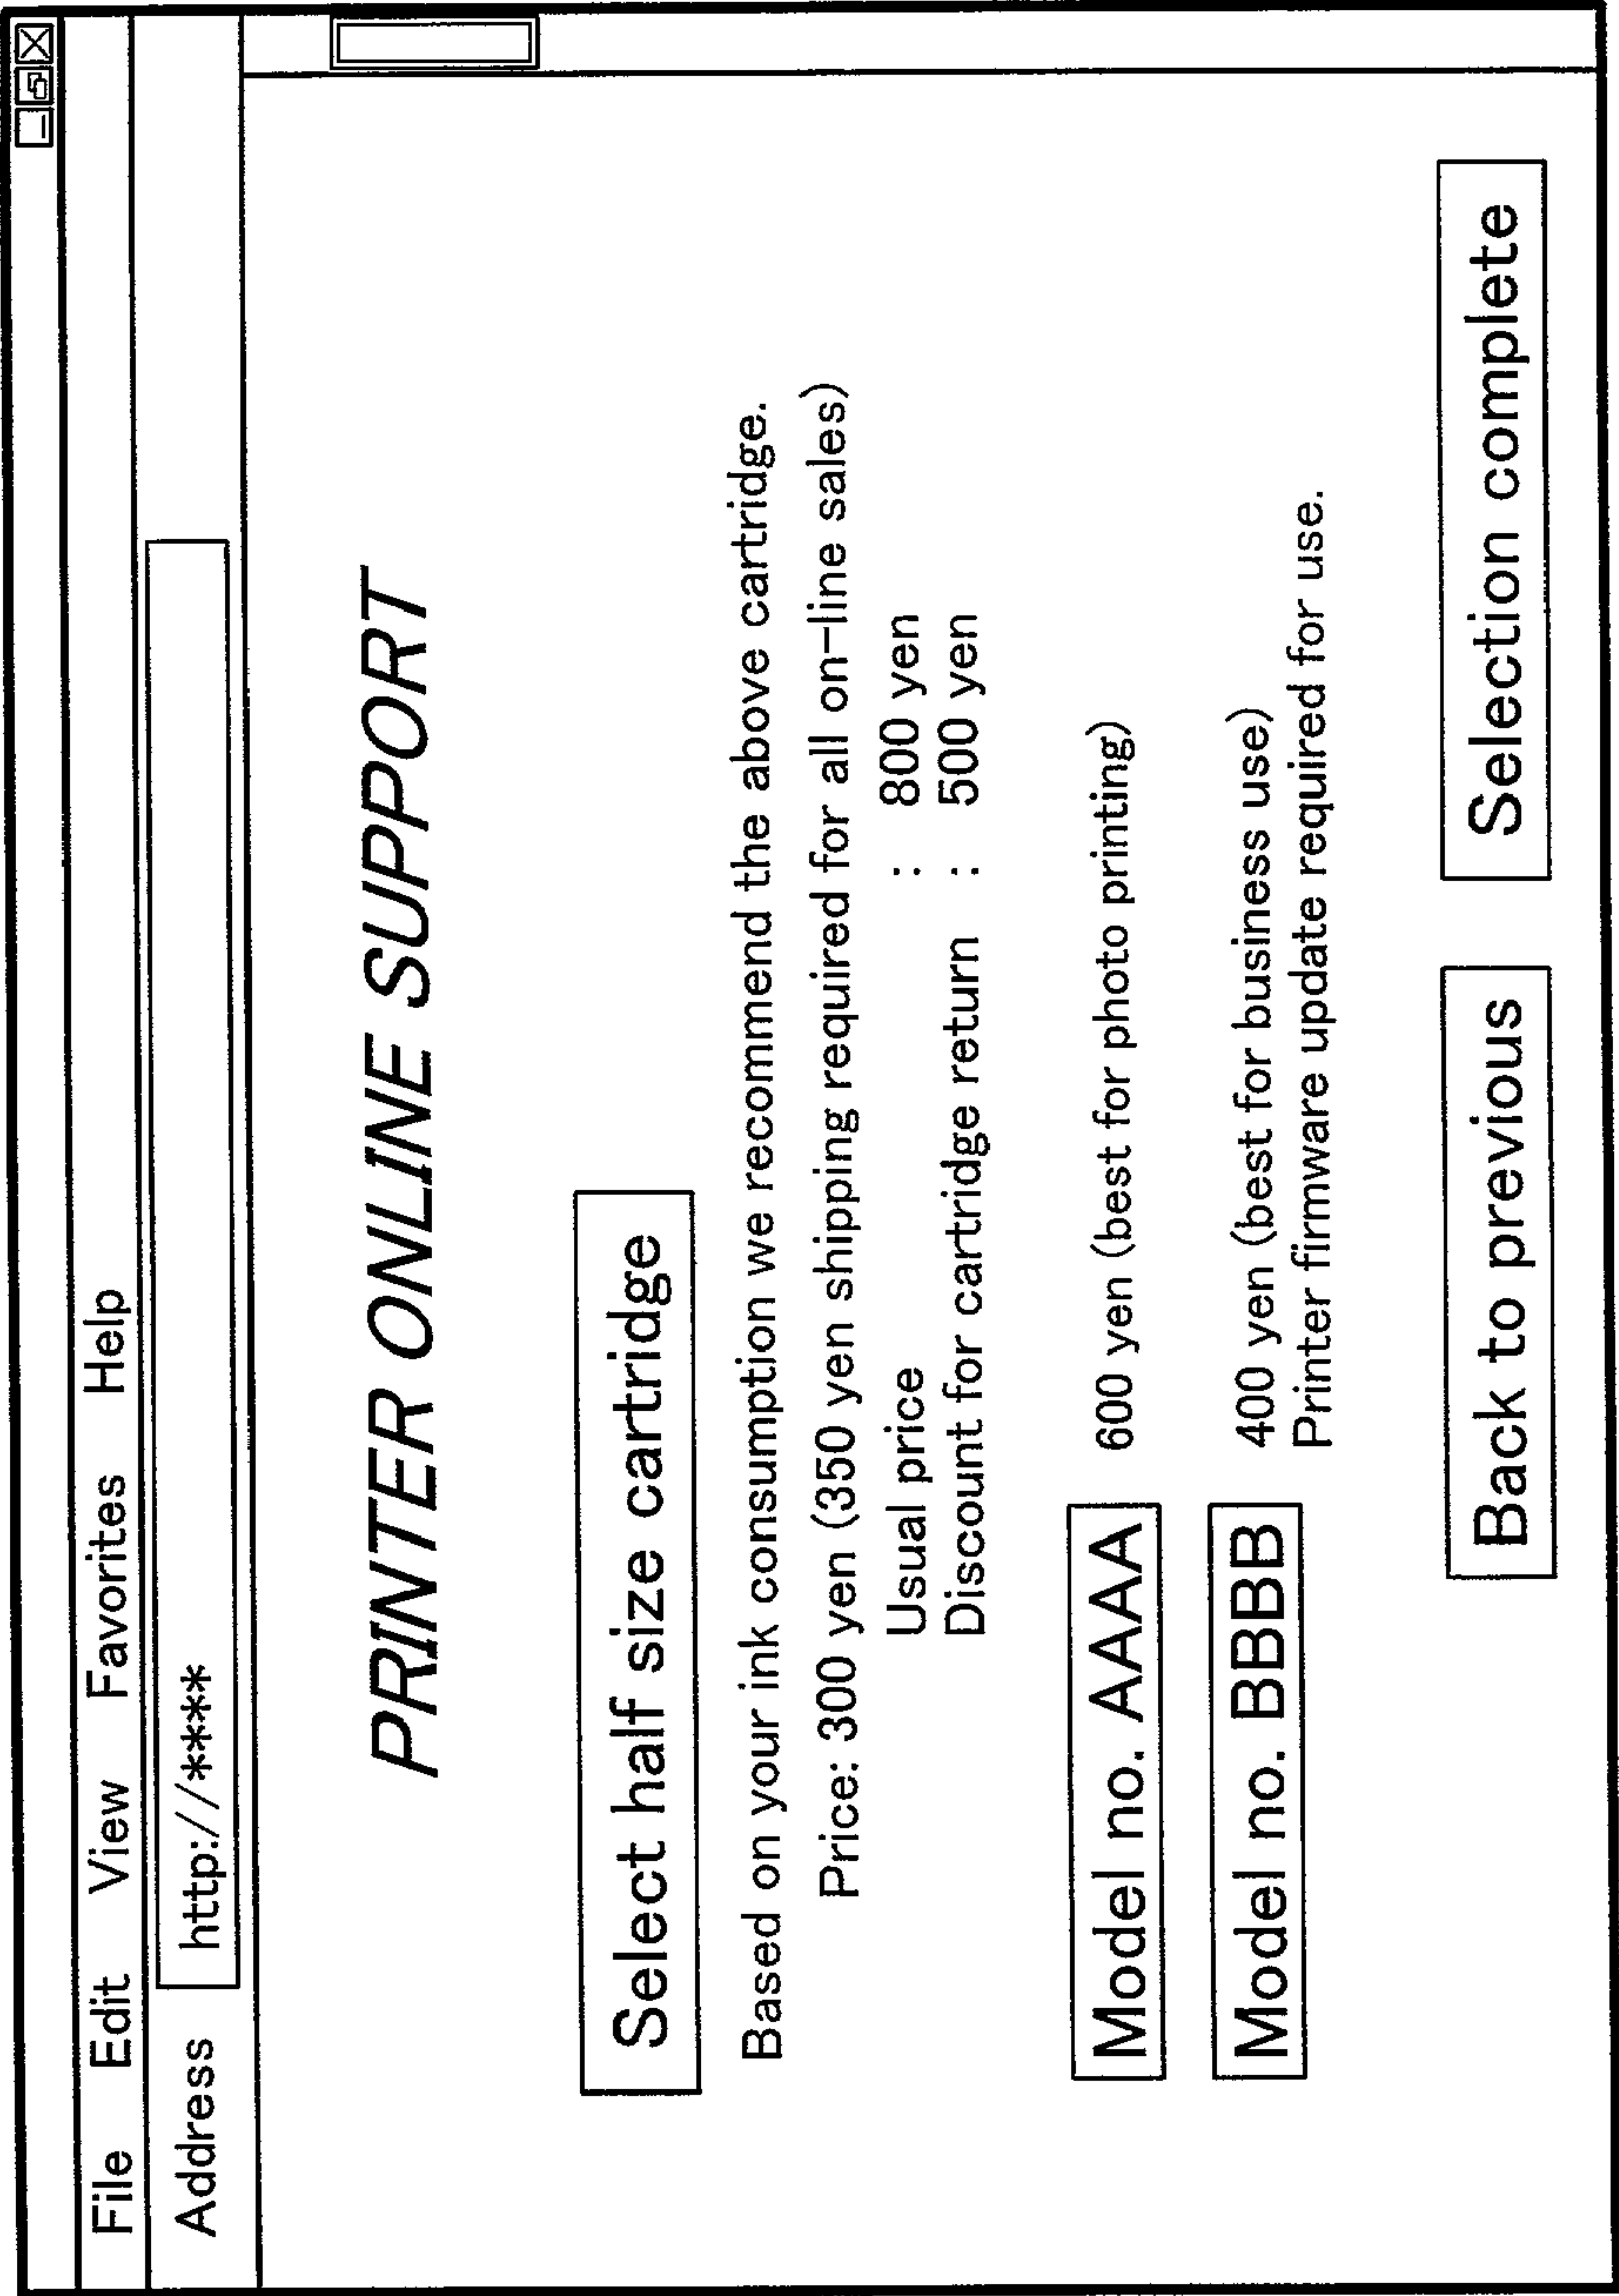 File Edit View Favorites Help
Address http://****
PRINTER ONLINE SUPPORT
Select half size cartridge
Based on your ink consumption we recommend the above cartridge.
Price: 300 yen (350 yen shipping required for all on-line sales)
Usual price : 800 yen
Discount for cartridge return : 500 yen
Model no. AAAA 600 yen (best for photo printing)
Model no. BBBB 400 yen (best for business use)
Printer firmware update required for use.
Back to previous Selection complete